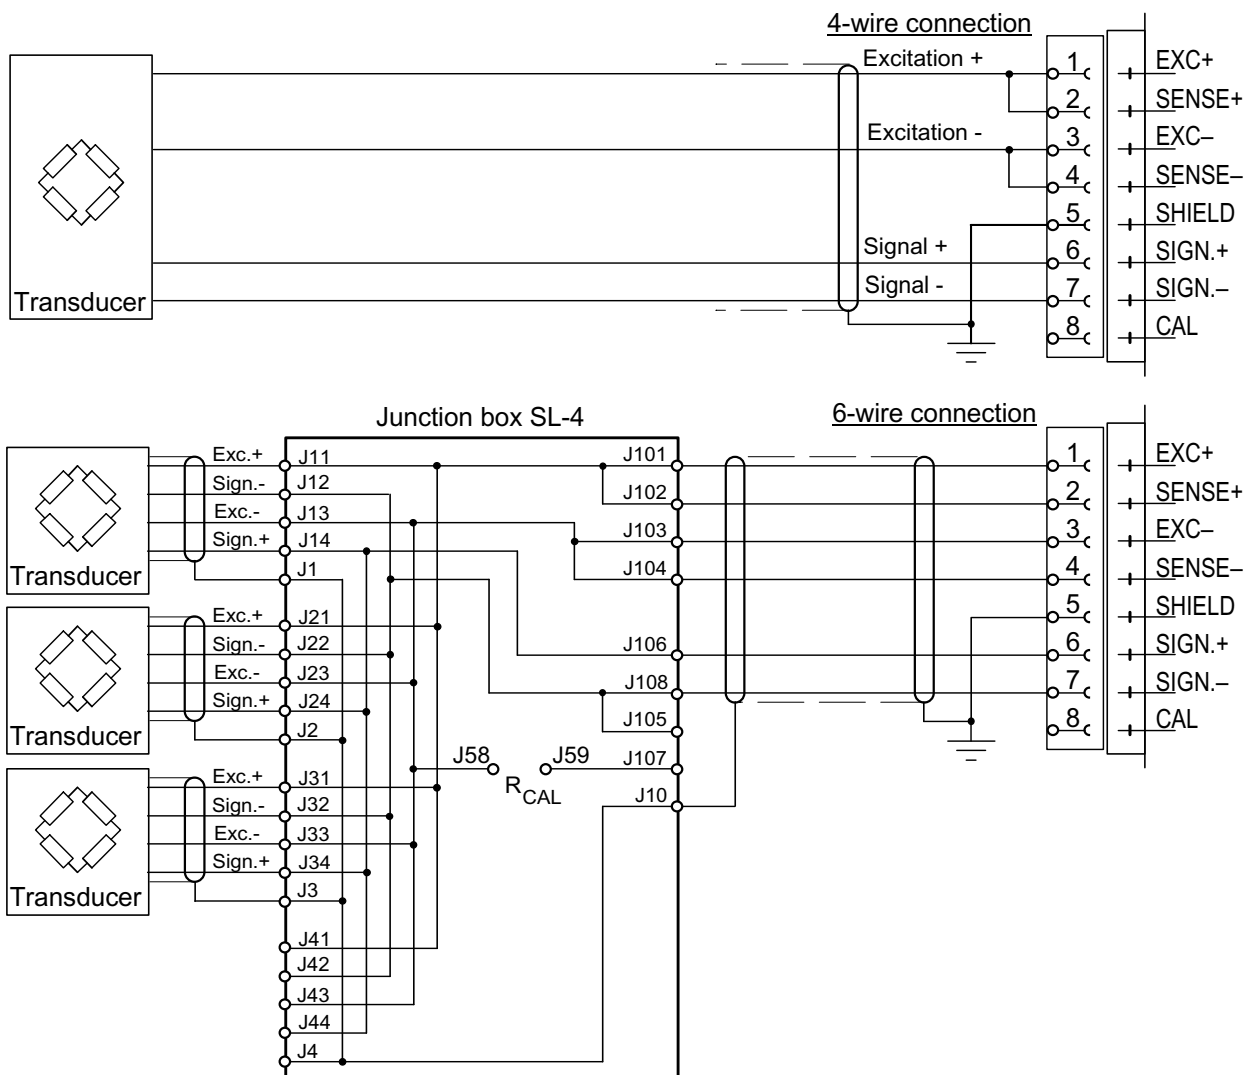 4-wire connection
Excitation +
1
EXC+
2
SENSE+
Excitation -
3
EXC–
4
SENSE–
5
SHIELD
Signal +
6
SIGN.+
Signal -
7
SIGN.–
8
CAL
Transducer
Junction box SL-4
6-wire connection
Exc.+
J11
Sign.-
J12
Exc.-
J13
Sign.+
J14
J1
Transducer
Exc.+
J21
Sign.-
J22
Exc.-
J23
Sign.+
J24
J2
Transducer
Exc.+
J31
Sign.-
J32
Exc.-
J33
Sign.+
J34
J3
Transducer
J41
J42
J43
J44
J4
J58
J59
RCAL
J101
J102
J103
J104
J106
J108
J105
J107
J10
1
EXC+
2
SENSE+
3
EXC–
4
SENSE–
5
SHIELD
6
SIGN.+
7
SIGN.–
8
CAL